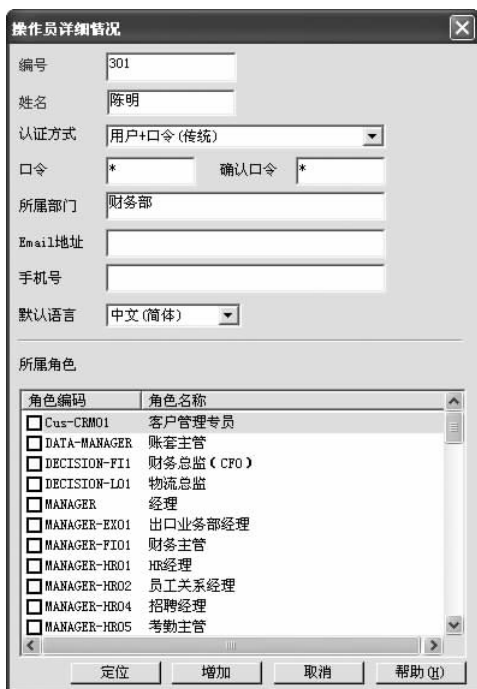 操作员详细情况
编号 301
姓名 陈明
认证方式 用户+口令(传统)
口令 * 确认口令 *
所属部门 财务部
Email地址
手机号
默认语言 中文(简体)
所属角色
角色编码 角色名称
Cus-CRM01 客户管理专员
DATA-MANAGER 账套主管
DECISION-FI1 财务总监(CFO)
DECISION-LO1 物流总监
MANAGER 经理
MANAGER-EX01 出口业务部经理
MANAGER-FI01 财务主管
MANAGER-HR01 HR经理
MANAGER-HR02 员工关系经理
MANAGER-HR04 招聘经理
MANAGER-HR05 考勤主管
定位 增加 取消 帮助(H)